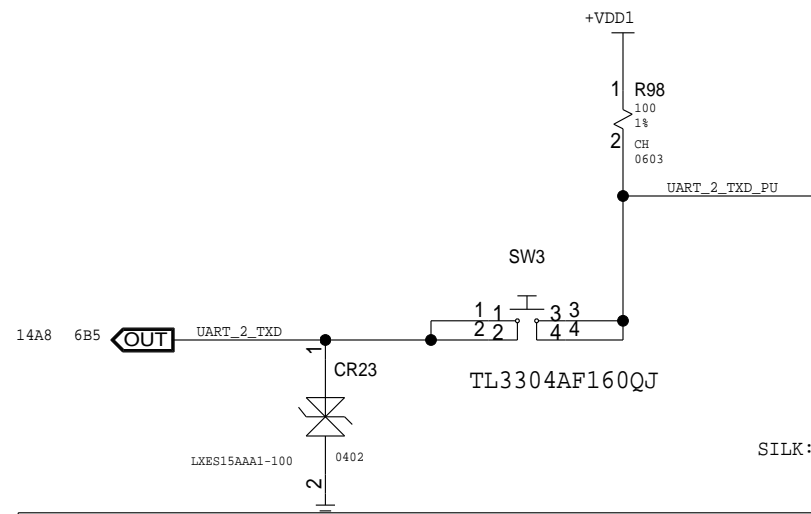 +VDD1
1 R98
100
1%
2 CH
0603
UART_2_TXD_PU
SW3
1 1 3 3
2 2 4 4
14A8 6B5 OUT UART_2_TXD
1
CR23
TL3304AF160QJ
LXES15AAA1-100 0402
2
SILK: